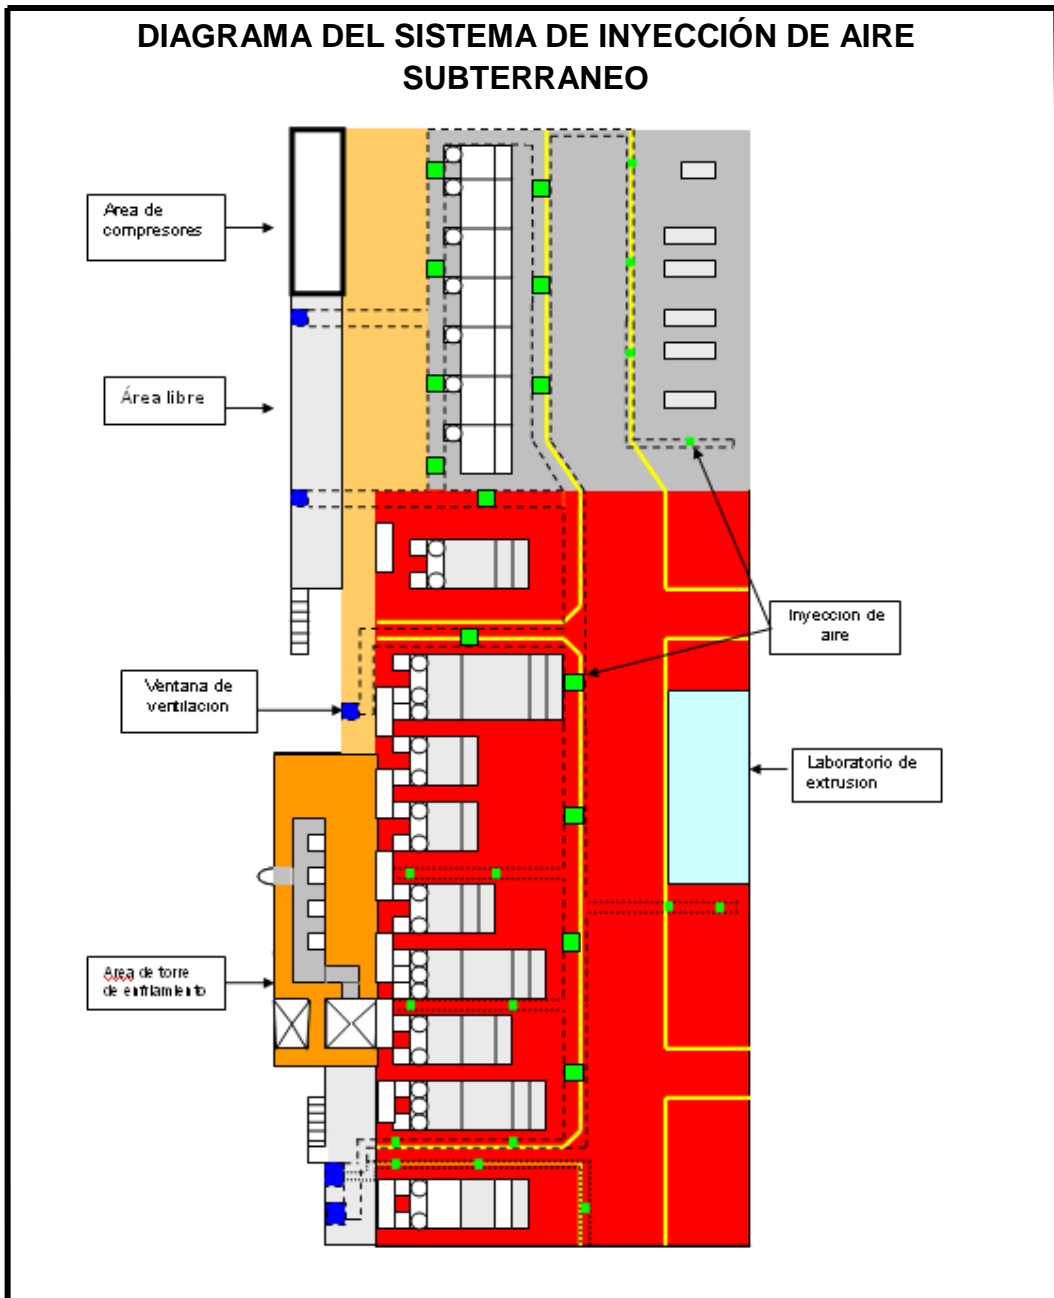 DIAGRAMA DEL SISTEMA DE INYECCIÓN DE AIRE
SUBTERRANEO
Area de
compresores
Área libre
Inyeccion de
aire
Ventana de
ventilacion
Laboratorio de
extrusion
Area de torre
de enfriamiento